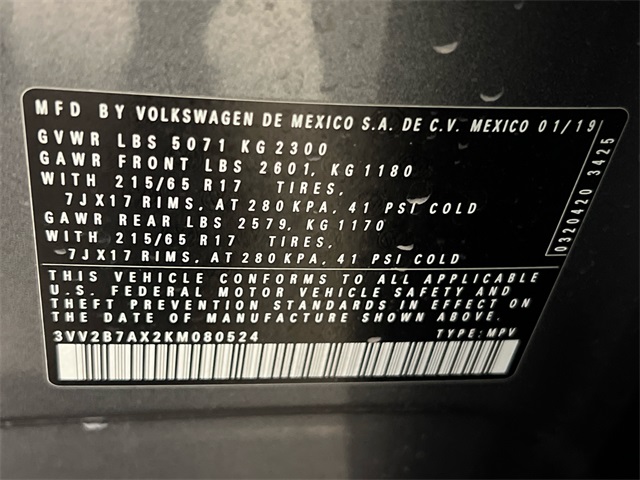 MFD BY VOLKSWAGEN DE MEXICO S.A. DE C.V. MEXICO 01/19
GVWR LBS 5071 KG 2300
GAWR FRONT LBS 2601, KG 1180
WITH 215/65 R17 TIRES,
7JX17 RIMS, AT 280 KPA, 41 PSI COLD
GAWR REAR LBS 2579, KG 1170
WITH 215/65 R17 TIRES,
7JX17 RIMS, AT 280 KPA, 41 PSI COLD
THIS VEHICLE CONFORMS TO ALL APPLICABLE
U.S. FEDERAL MOTOR VEHICLE SAFETY AND
THEFT PREVENTION STANDARDS IN EFFECT ON
THE DATE OF MANUFACTURE SHOWN ABOVE.
3VV2B7AX2KM080524 TYPE: MPV
0320420 3425